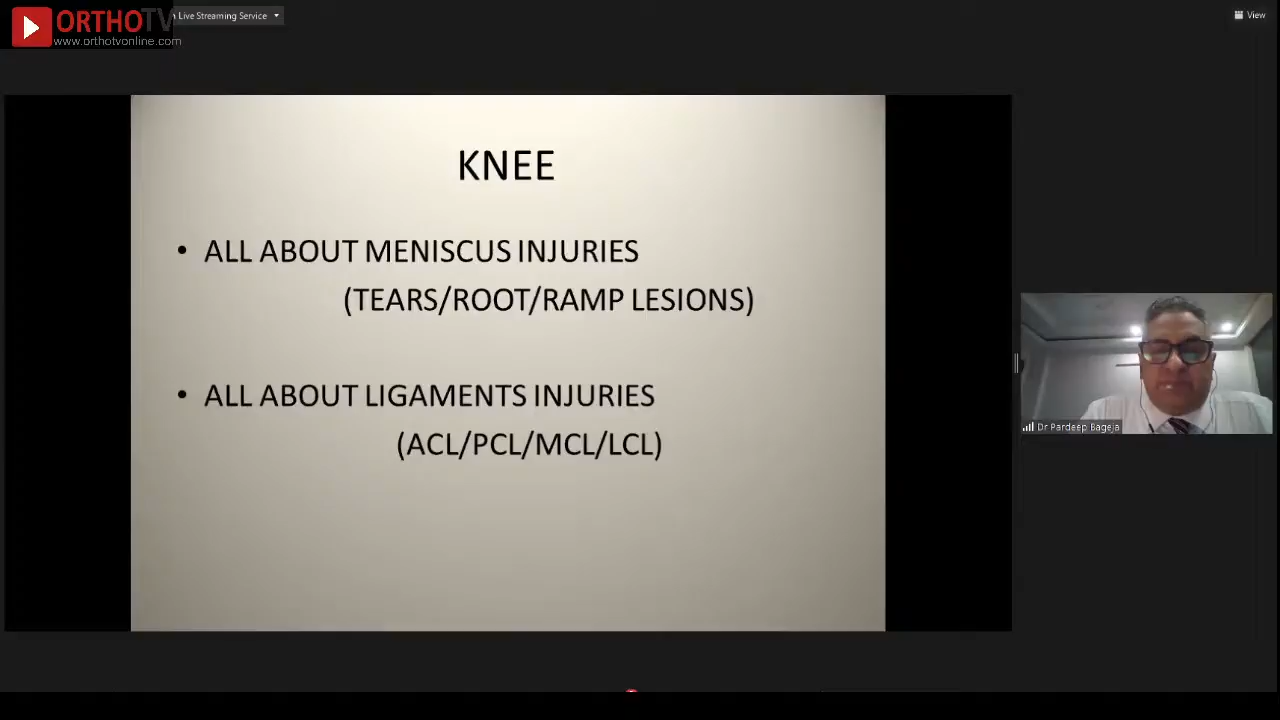 ORTHOTV
Live Streaming Service
www.orthotvonline.com
View
KNEE
• ALL ABOUT MENISCUS INJURIES
(TEARS/ROOT/RAMP LESIONS)
• ALL ABOUT LIGAMENTS INJURIES
(ACL/PCL/MCL/LCL)
Dr Pardeep Bageja